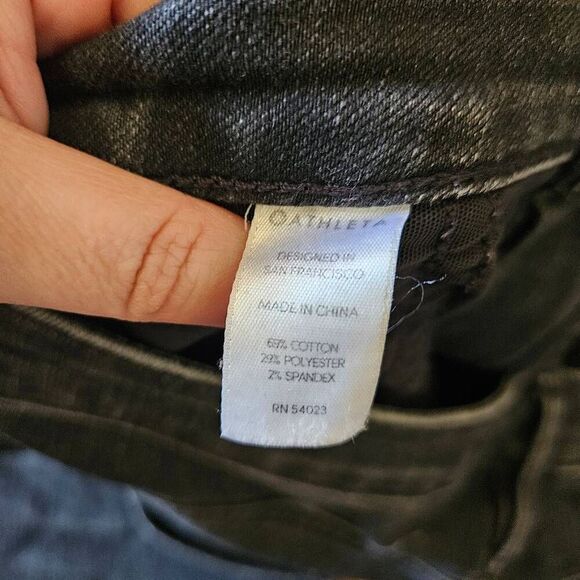 ATHLETA
DESIGNED IN
SAN FRANCISCO
MADE IN CHINA
69% COTTON
29% POLYESTER
2% SPANDEX
RN 54023